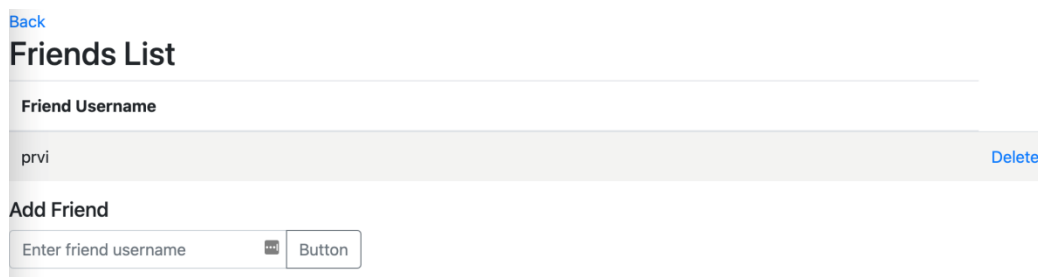 Back
Friends List
Friend Username
prvi Delete
Add Friend
Enter friend username Button